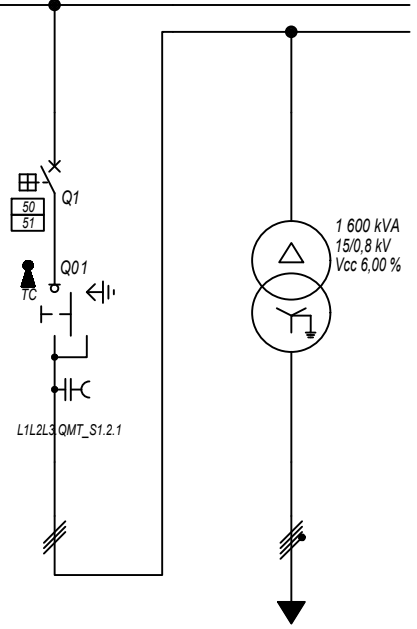 Q1
50
51
Q01
TC
L1L2L3 QMT_S1.2.1
1 600 kVA
15/0,8 kV
Vcc 6,00 %